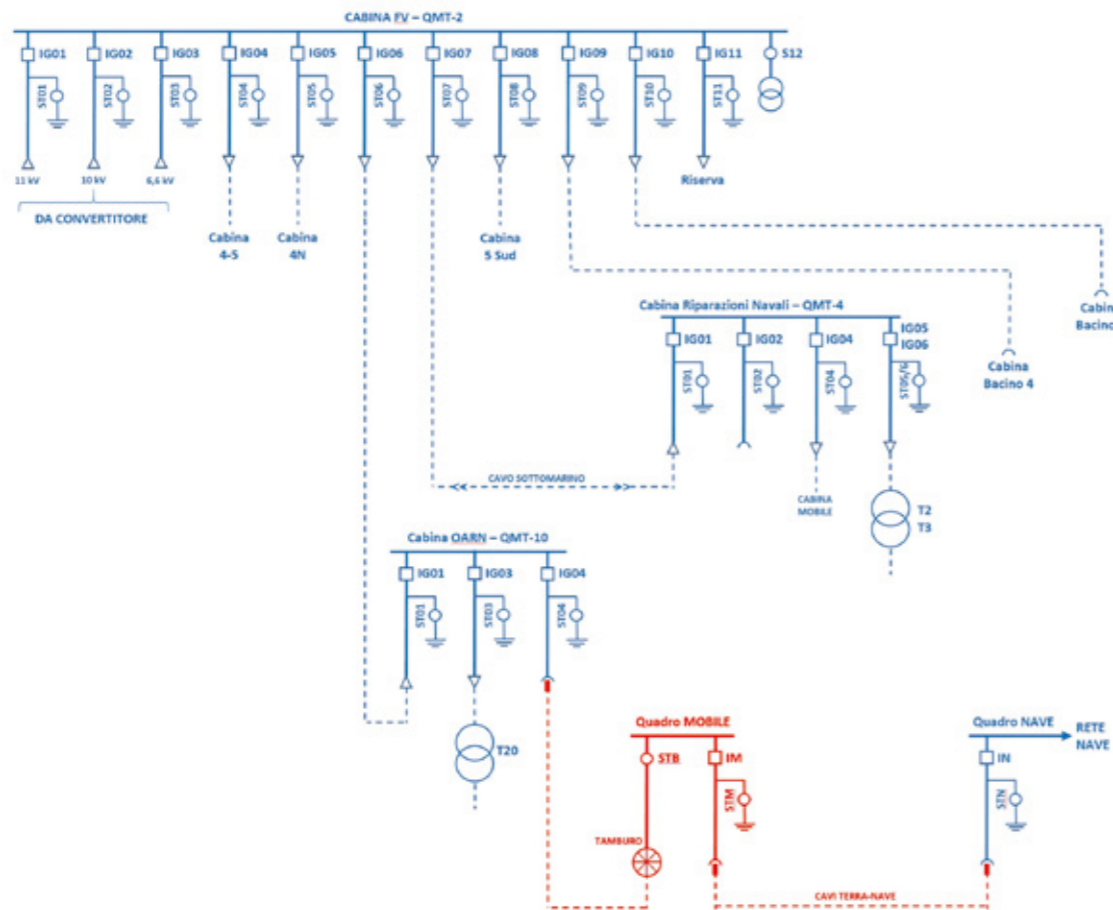 CABINA FV – QMT-2
IG01 IG02 IG03 IG04 IG05 IG06 IG07 IG08 IG09 IG10 IG11 S12
ST01 ST02 ST03 ST04 ST05 ST06 ST07 ST08 ST09 ST10 ST11
11 kV 10 kV 6,6 kV
DA CONVERTITORE
Riserva
Cabina
4-5
Cabina
4N
Cabina
5 Sud
Cabin
Bacino
Cabina Riparazioni Navali – QMT-4
IG01 IG02 IG04 IG05
IG06
ST01 ST02 ST04 ST05/6
Cabina
Bacino 4
CAVO SOTTOMARINO
CABINA
MOBILE
T2
T3
Cabina OARN – QMT-10
IG01 IG03 IG04
ST01 ST03 ST04
T20
Quadro MOBILE
STB IM
STM
TAMBURO
Quadro NAVE
RETE
NAVE
IN
STN
CAVI TERRA-NAVE